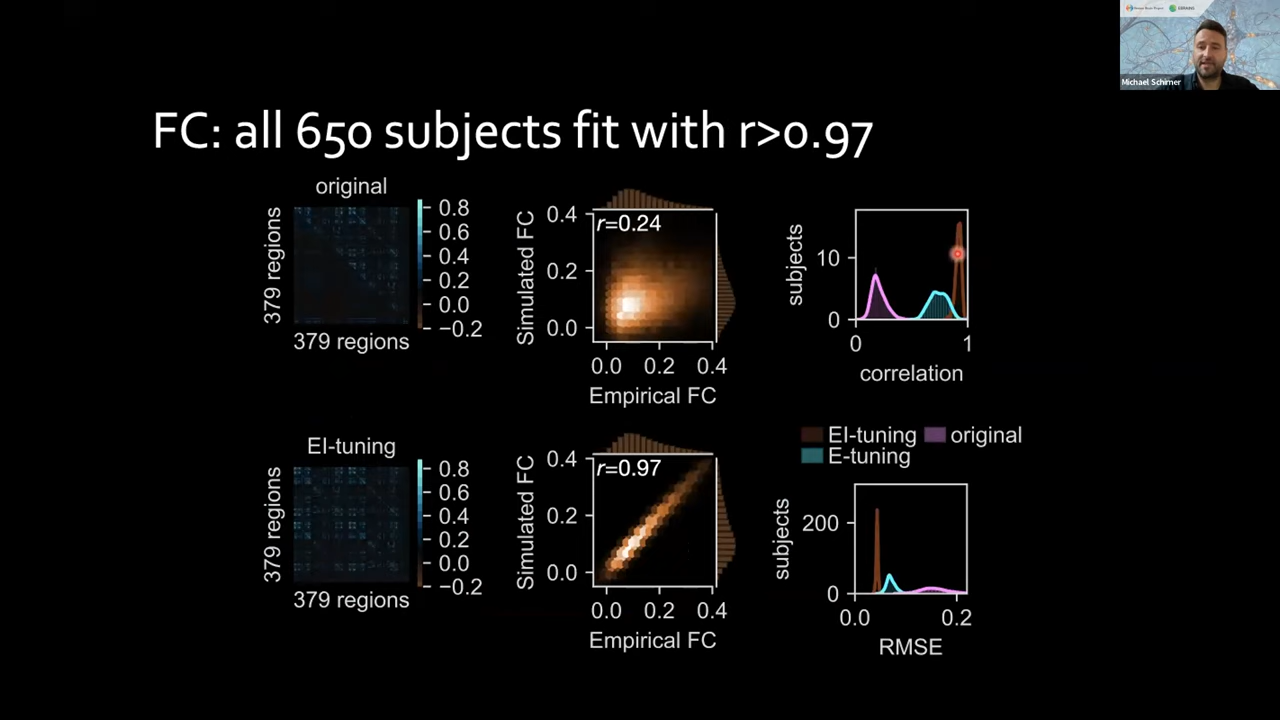 Human Brain Project
EBRAINS
Michael Schirner
FC: all 650 subjects fit with r>0.97
original
379 regions
379 regions
0.8
0.6
0.4
0.2
0.0
−0.2
r=0.24
Simulated FC
0.4
0.2
0.0
0.0 0.2 0.4
Empirical FC
subjects
10
0
0 1
correlation
EI-tuning
379 regions
379 regions
0.8
0.6
0.4
0.2
0.0
−0.2
r=0.97
Simulated FC
0.4
0.2
0.0
0.0 0.2 0.4
Empirical FC
EI-tuning original
E-tuning
subjects
200
0
0.0 0.2
RMSE